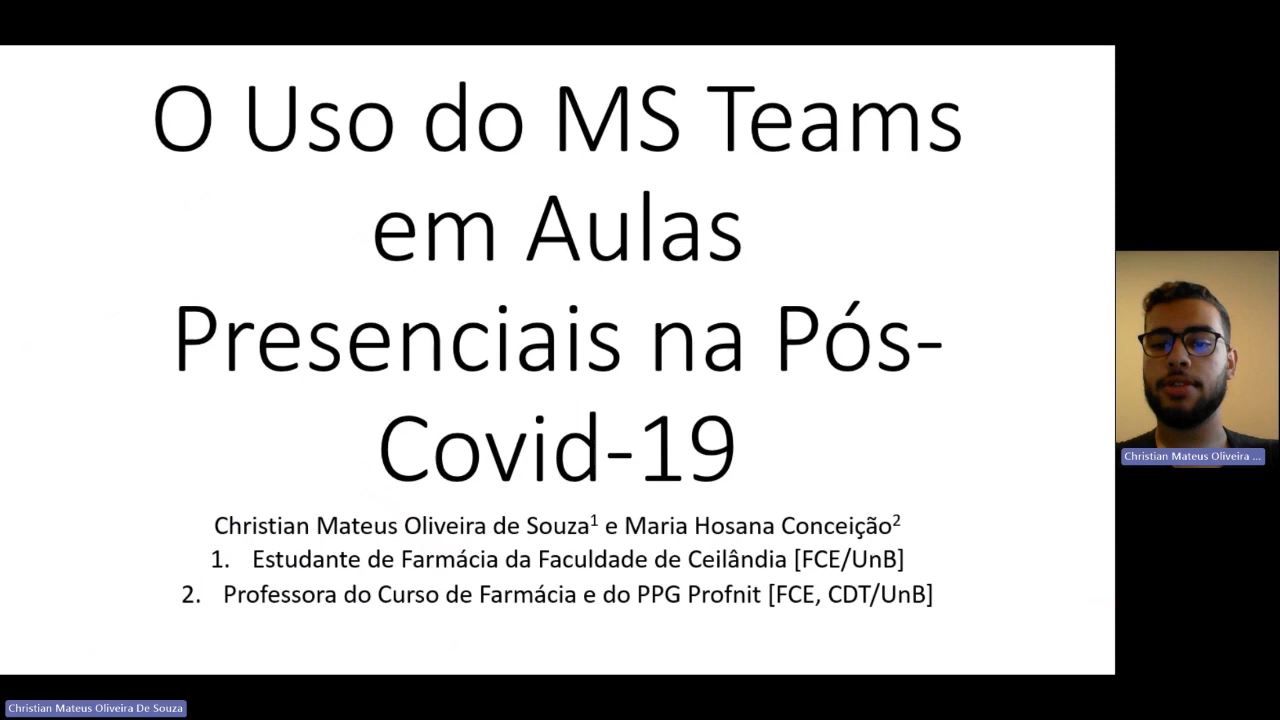 O Uso do MS Teams
em Aulas
Presenciais na Pós-
Covid-19
Christian Mateus Oliveira de Souza¹ e Maria Hosana Conceição²
1. Estudante de Farmácia da Faculdade de Ceilândia [FCE/UnB]
2. Professora do Curso de Farmácia e do PPG Profnit [FCE, CDT/UnB]
Christian Mateus Oliveira ...
Christian Mateus Oliveira De Souza